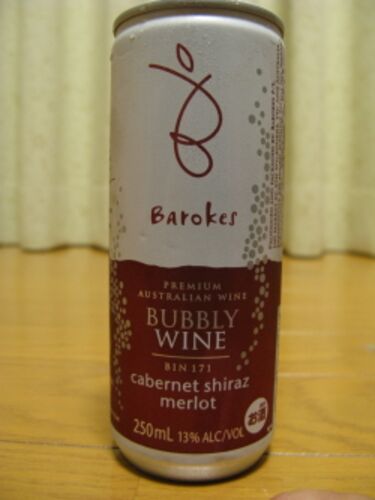 Barokes
PREMIUM
AUSTRALIAN WINE
BUBBLY
WINE
BIN 171
cabernet shiraz
merlot
250mL 13% ALC/VOL
お酒